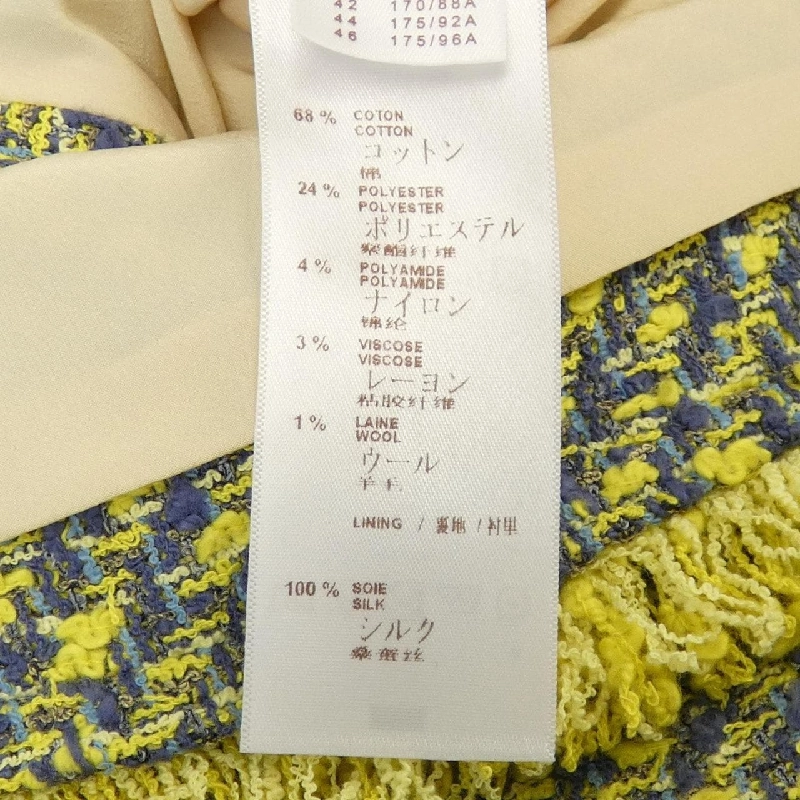 42 170/88A
44 175/92A
46 175/96A
68 % COTON
COTTON
コットン
棉
24 % POLYESTER
POLYESTER
ポリエステル
聚酯纤维
4 % POLYAMIDE
POLYAMIDE
ナイロン
锦纶
3 % VISCOSE
VISCOSE
レーヨン
粘胶纤维
1 % LAINE
WOOL
ウール
羊毛
LINING / 裏地 / 衬里
100 % SOIE
SILK
シルク
桑蚕丝